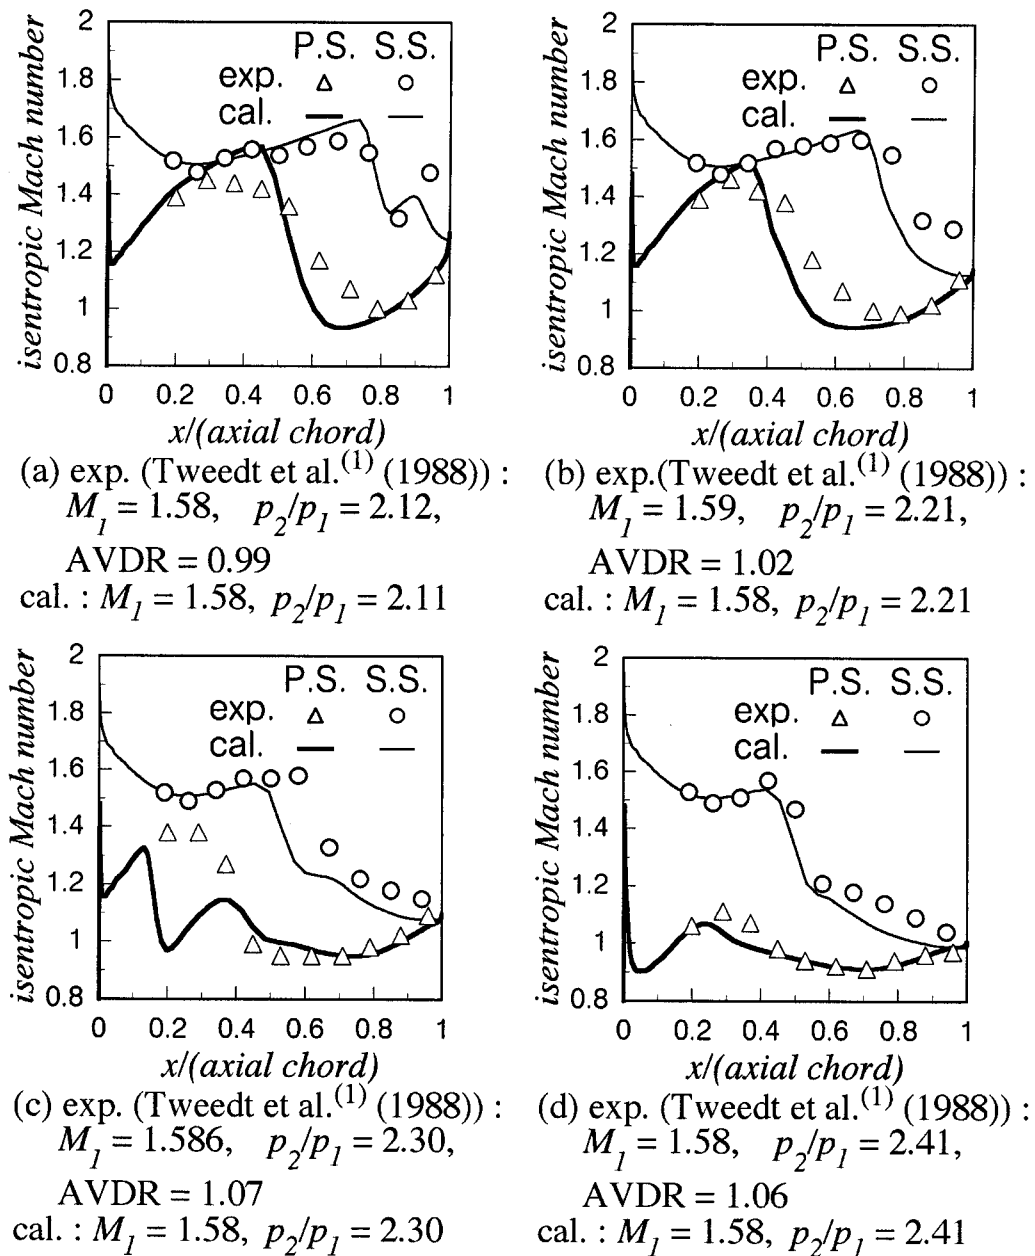 isentropic Mach number
2
1.8
1.6
1.4
1.2
1
0.8
P.S. S.S.
exp. △ ○
cal.
0 0.2 0.4 0.6 0.8 1
x/(axial chord)
(a) exp. (Tweedt et al.(1) (1988)) :
M1 = 1.58, p2/p1 = 2.12,
AVDR = 0.99
cal. : M1 = 1.58, p2/p1 = 2.11
isentropic Mach number
2
1.8
1.6
1.4
1.2
1
0.8
P.S. S.S.
exp. △ ○
cal.
0 0.2 0.4 0.6 0.8 1
x/(axial chord)
(b) exp.(Tweedt et al.(1) (1988)) :
M1 = 1.59, p2/p1 = 2.21,
AVDR = 1.02
cal. : M1 = 1.58, p2/p1 = 2.21
isentropic Mach number
2
1.8
1.6
1.4
1.2
1
0.8
P.S. S.S.
exp. △ ○
cal.
0 0.2 0.4 0.6 0.8 1
x/(axial chord)
(c) exp. (Tweedt et al.(1) (1988)) :
M1 = 1.586, p2/p1 = 2.30,
AVDR = 1.07
cal. : M1 = 1.58, p2/p1 = 2.30
isentropic Mach number
2
1.8
1.6
1.4
1.2
1
0.8
P.S. S.S.
exp. △ ○
cal.
0 0.2 0.4 0.6 0.8 1
x/(axial chord)
(d) exp. (Tweedt et al.(1) (1988)) :
M1 = 1.58, p2/p1 = 2.41,
AVDR = 1.06
cal. : M1 = 1.58, p2/p1 = 2.41